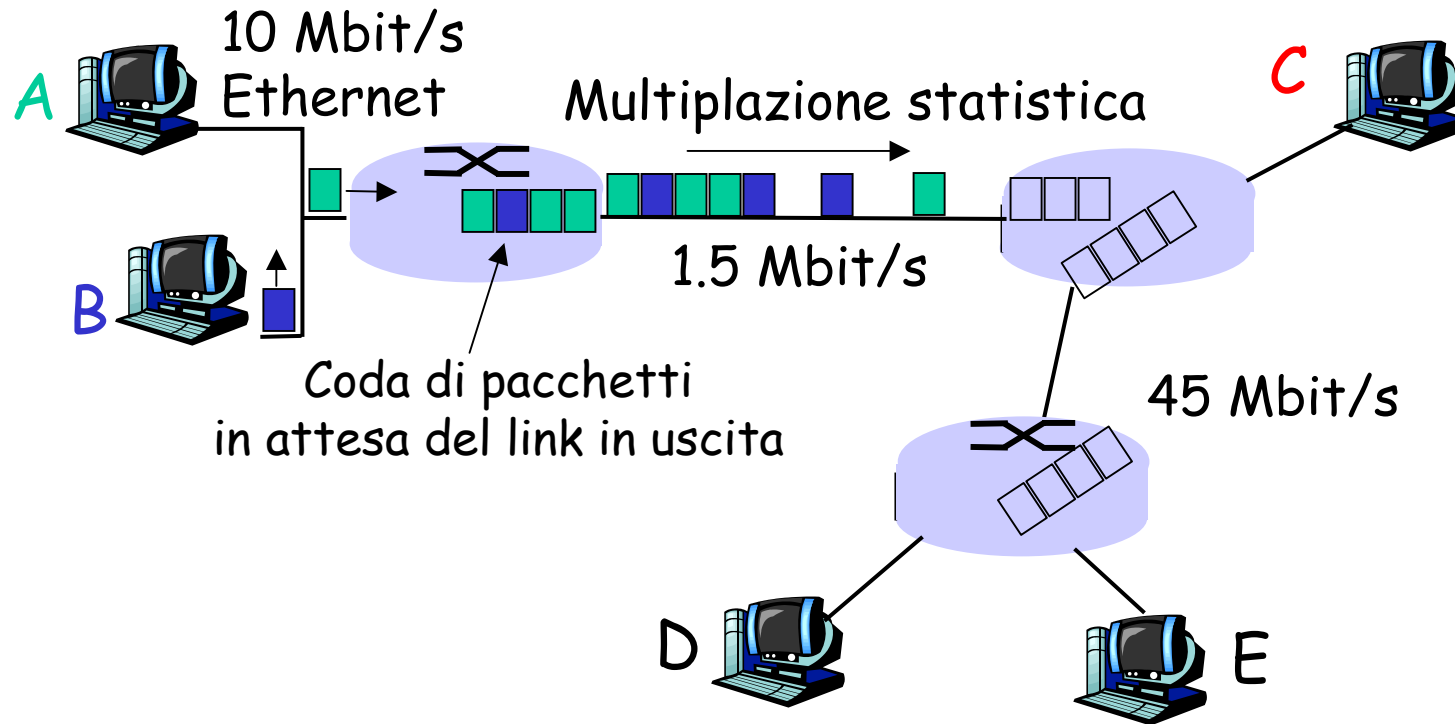 10 Mbit/s
Ethernet
A
Multiplazione statistica
C
B
1.5 Mbit/s
Coda di pacchetti
in attesa del link in uscita
45 Mbit/s
D
E